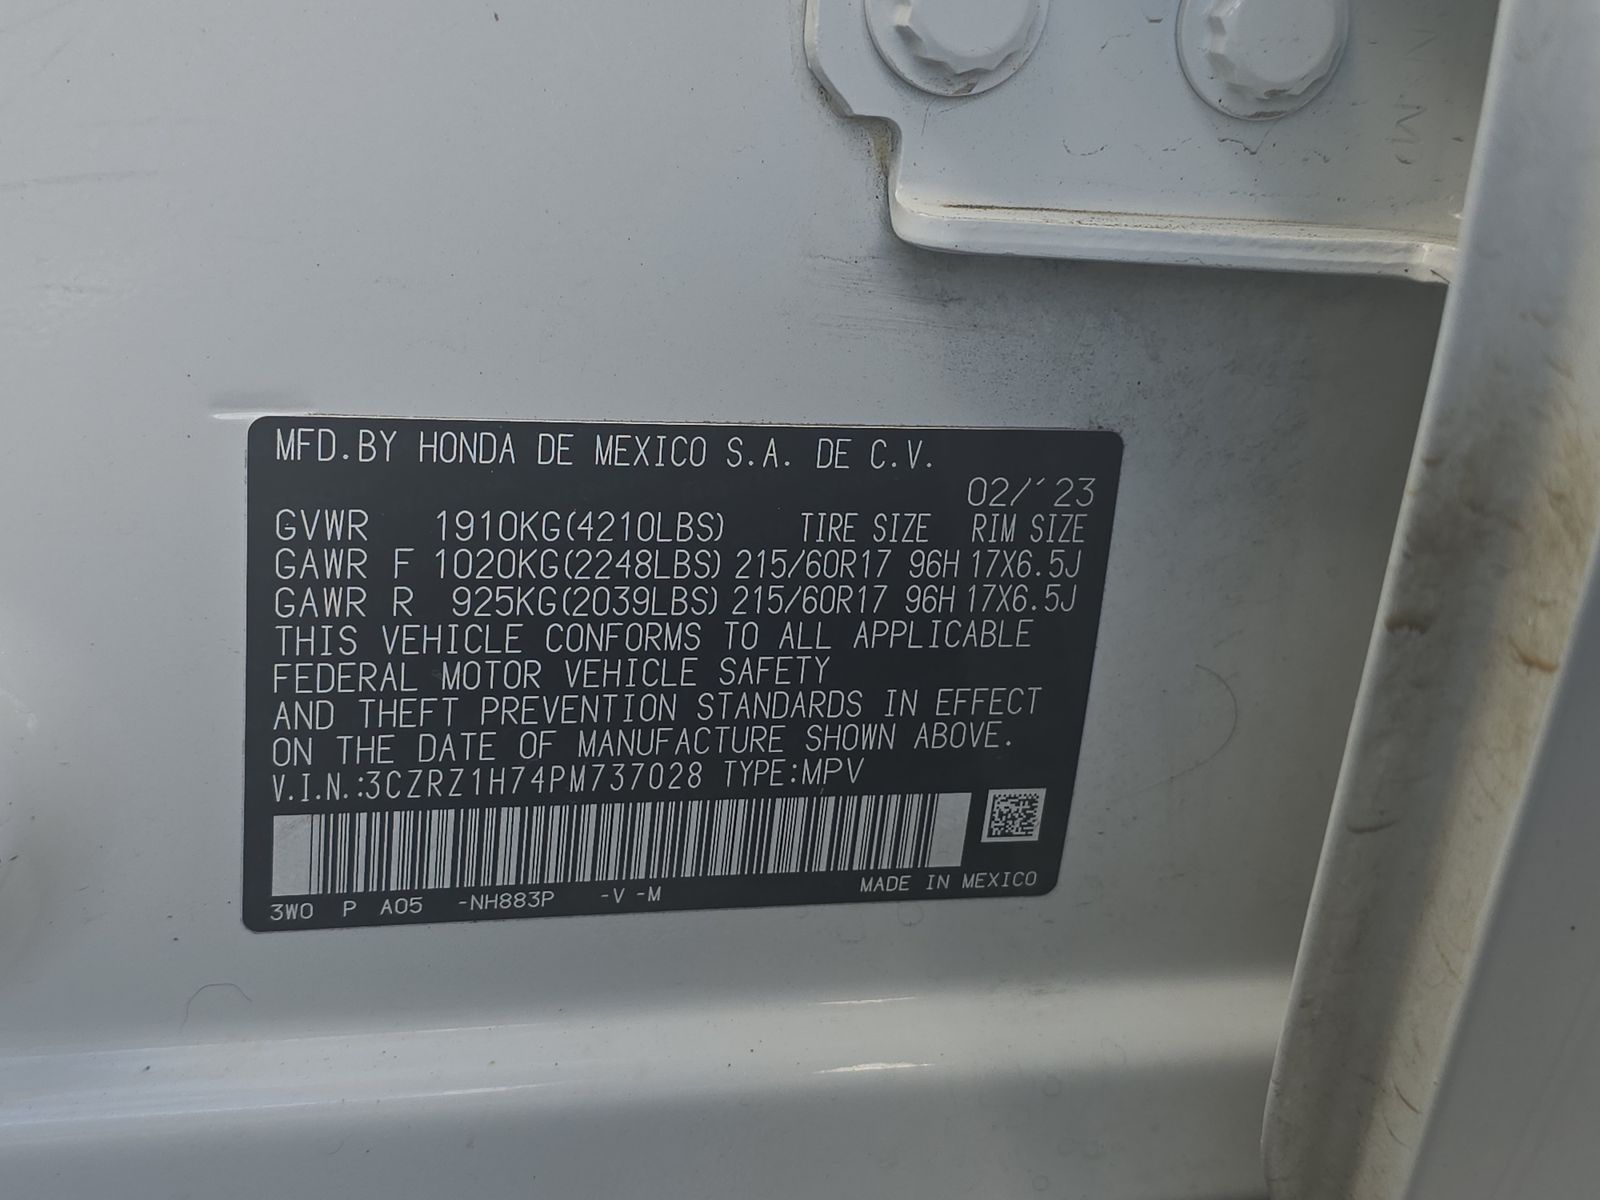 MFD.BY HONDA DE MEXICO S.A. DE C.V.
02/'23
GVWR 1910KG(4210LBS) TIRE SIZE RIM SIZE
GAWR F 1020KG(2248LBS) 215/60R17 96H 17X6.5J
GAWR R 925KG(2039LBS) 215/60R17 96H 17X6.5J
THIS VEHICLE CONFORMS TO ALL APPLICABLE
FEDERAL MOTOR VEHICLE SAFETY
AND THEFT PREVENTION STANDARDS IN EFFECT
ON THE DATE OF MANUFACTURE SHOWN ABOVE.
V.I.N.:3CZRZ1H74PM737028 TYPE:MPV
3W0 P A05 -NH883P -V -M MADE IN MEXICO